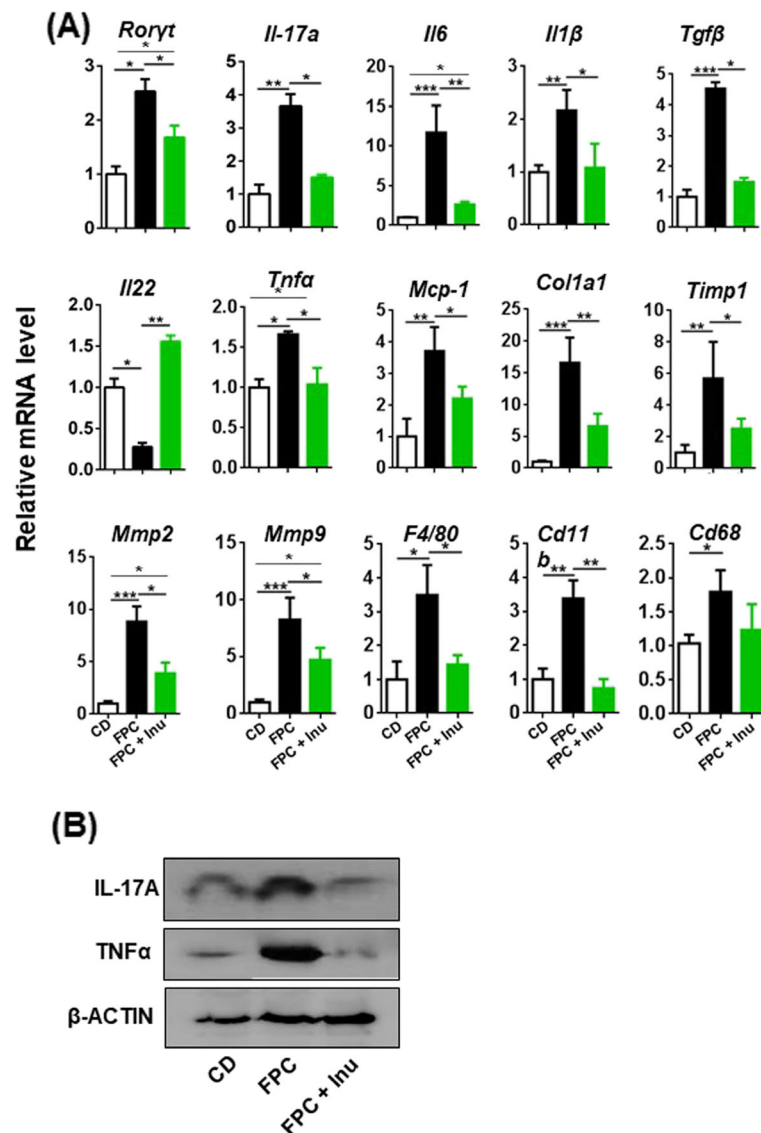 (A)
Rorγt Il-17a Il6 Il1β Tgfβ
* ** * * *** ** ** * *** *
* *
3 5 20 3 6
4 15
2 3 10 2 4
1 2 5 1 2
1
0 0 0 0 0
Relative mRNA level
Il22 Tnfα Mcp-1 Col1a1 Timp1
* ** * * * ** * *** ** ** *
2.0 2.0 5 25 10
1.5 1.5 4 20 8
1.0 1.0 3 15 6
0.5 0.5 2 10 4
0.0 0.0 1 5 2
0 0 0
Mmp2 Mmp9 F4/80 Cd11 Cd68
b
* *
*** * *** * * * ** ** *
15 15 5 5 2.5
4 4 2.0
10 10 3 3 1.5
5 5 2 2 1.0
1 1 0.5
0 0 0 0 0.0
CD FPC FPC + Inu CD FPC FPC + Inu CD FPC FPC + Inu CD FPC FPC + Inu CD FPC FPC + Inu
(B)
IL-17A
TNFα
β-ACTIN
CD FPC FPC + Inu